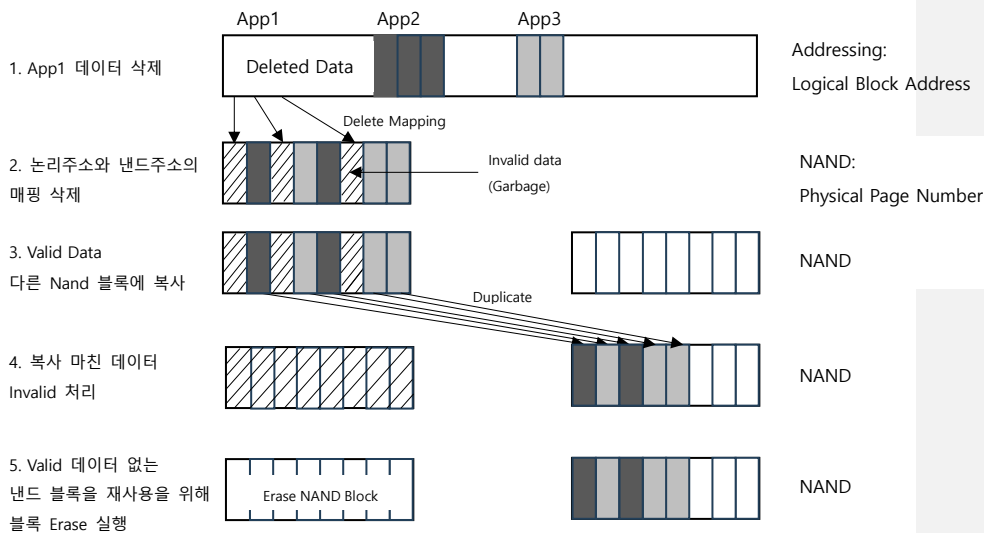 App1 App2 App3
1. App1 데이터 삭제
Deleted Data
Addressing:
Logical Block Address
Delete Mapping
2. 논리주소와 낸드주소의
매핑 삭제
Invalid data
(Garbage)
NAND:
Physical Page Number
3. Valid Data
다른 Nand 블록에 복사
NAND
Duplicate
4. 복사 마친 데이터
Invalid 처리
NAND
5. Valid 데이터 없는
낸드 블록을 재사용을 위해
블록 Erase 실행
Erase NAND Block
NAND